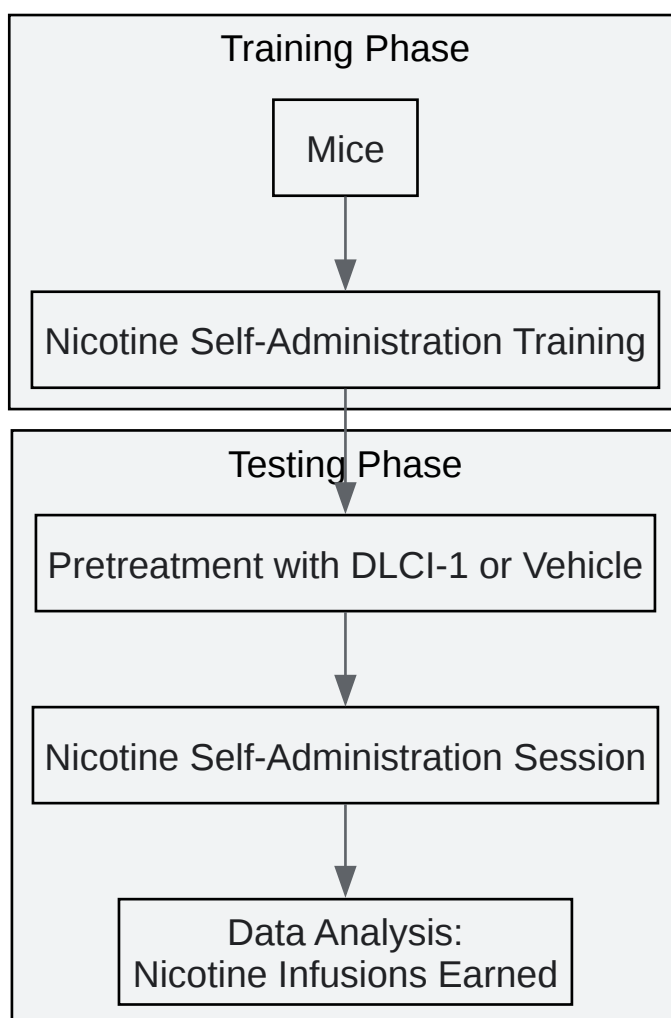 Training Phase
Mice
Nicotine Self-Administration Training
Testing Phase
Pretreatment with DLCI-1 or Vehicle
Nicotine Self-Administration Session
Data Analysis:
Nicotine Infusions Earned